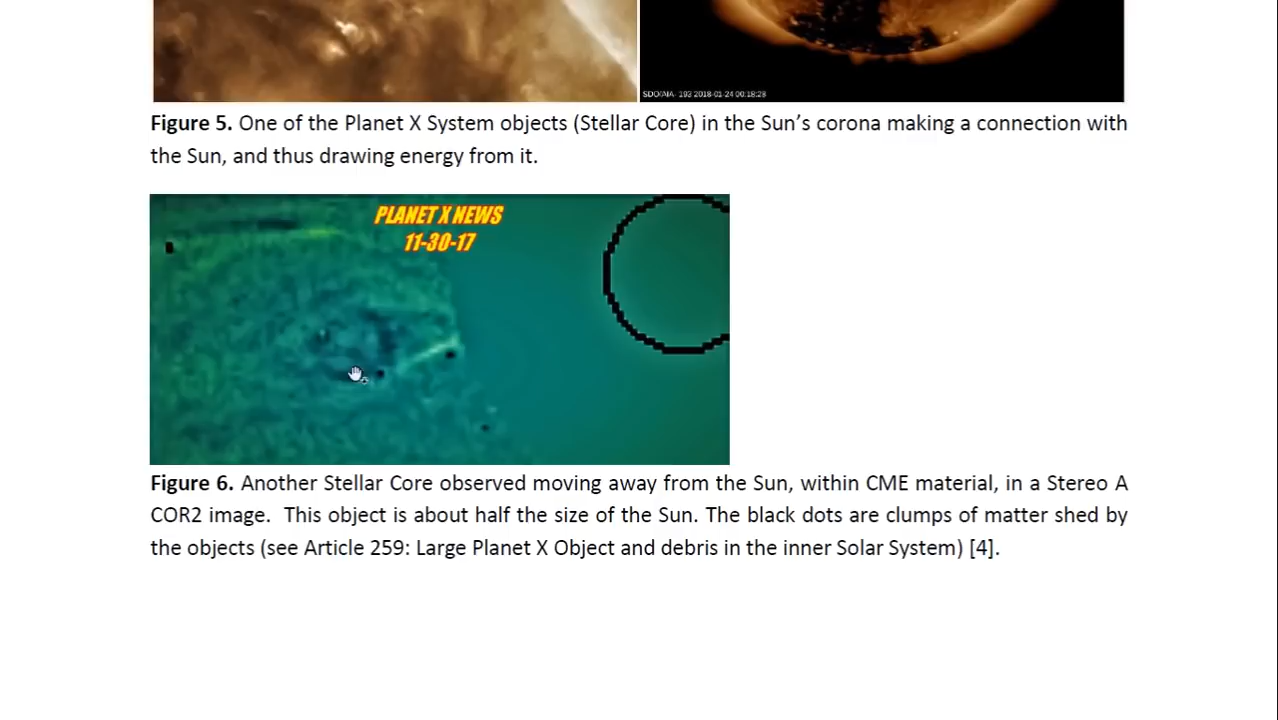 SDO/AIA- 193 2018-01-24 00:18:28
Figure 5. One of the Planet X System objects (Stellar Core) in the Sun’s corona making a connection with
the Sun, and thus drawing energy from it.
PLANET X NEWS
11-30-17
Figure 6. Another Stellar Core observed moving away from the Sun, within CME material, in a Stereo A
COR2 image.  This object is about half the size of the Sun. The black dots are clumps of matter shed by
the objects (see Article 259: Large Planet X Object and debris in the inner Solar System) [4].